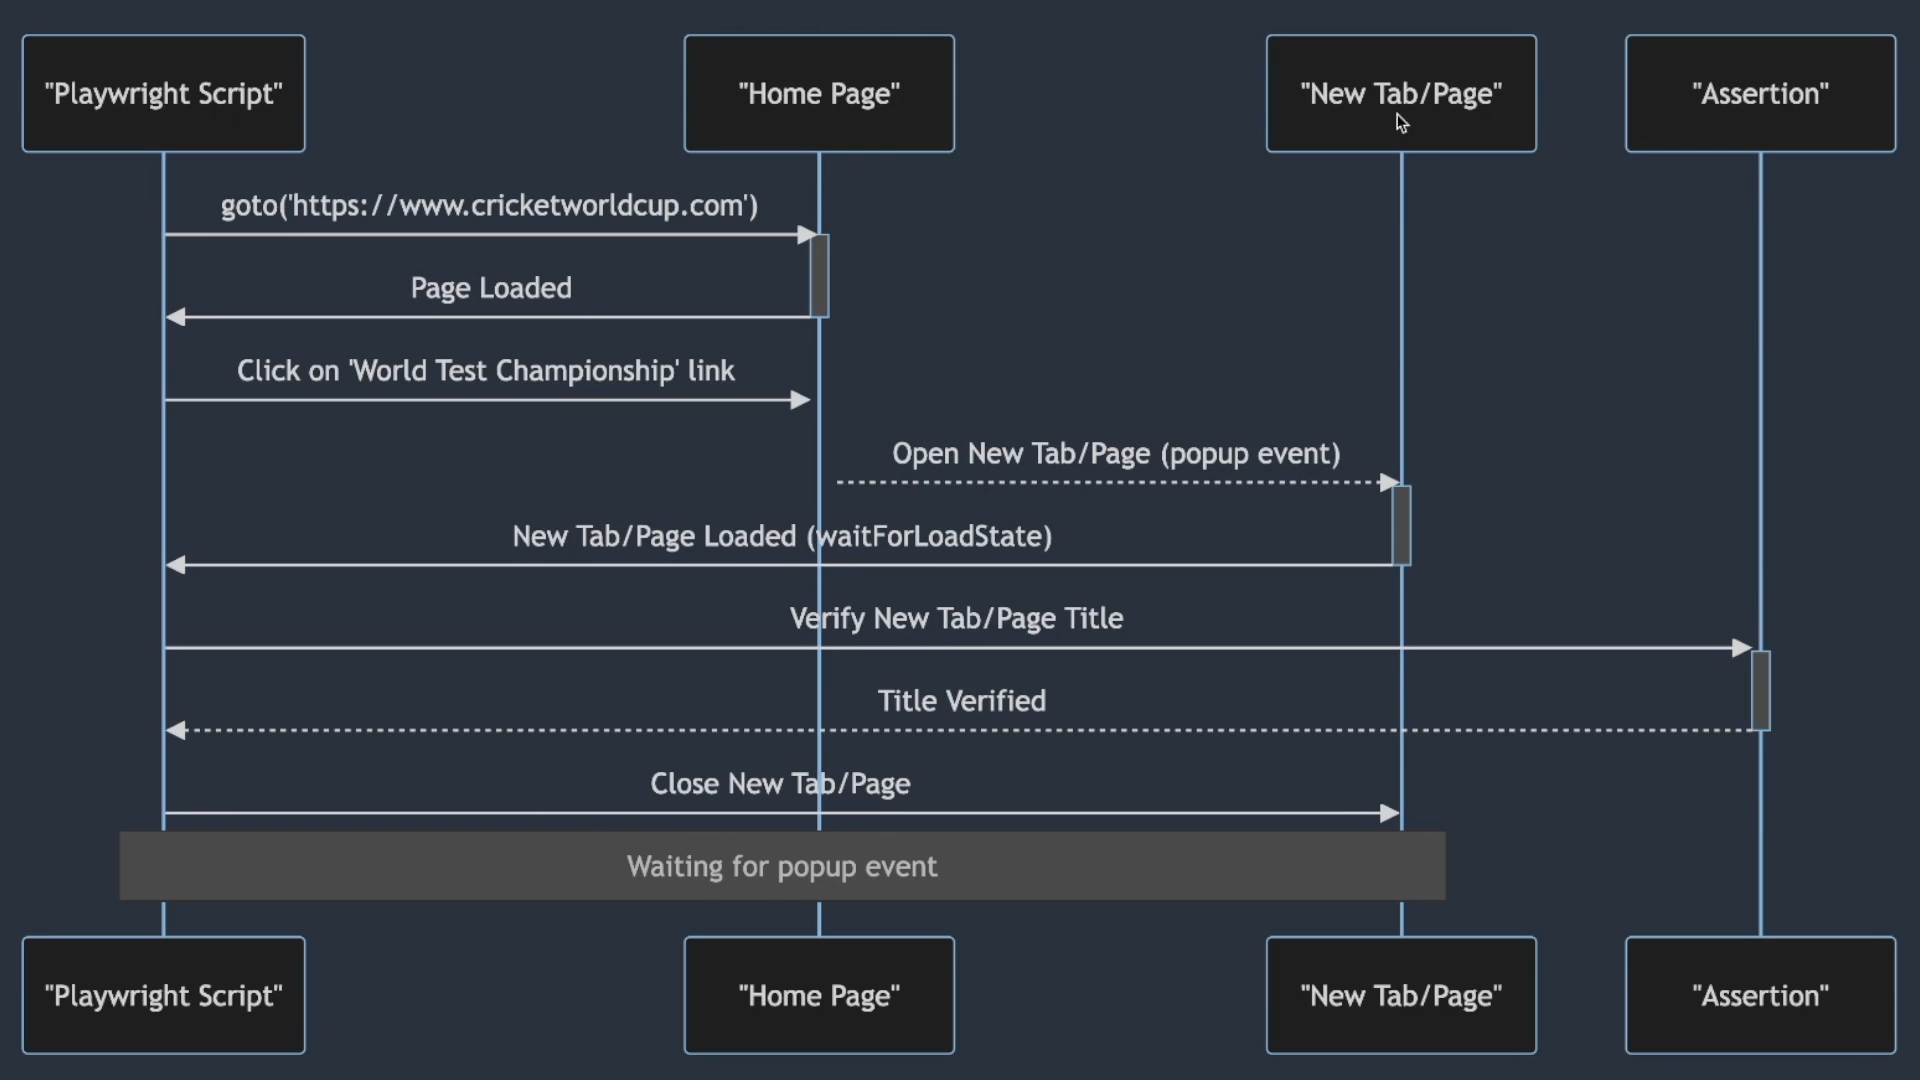 "Playwright Script"
"Home Page"
"New Tab/Page"
"Assertion"
goto('https://www.cricketworldcup.com')
Page Loaded
Click on 'World Test Championship' link
Open New Tab/Page (popup event)
New Tab/Page Loaded (waitForLoadState)
Verify New Tab/Page Title
Title Verified
Close New Tab/Page
Waiting for popup event
"Playwright Script"
"Home Page"
"New Tab/Page"
"Assertion"